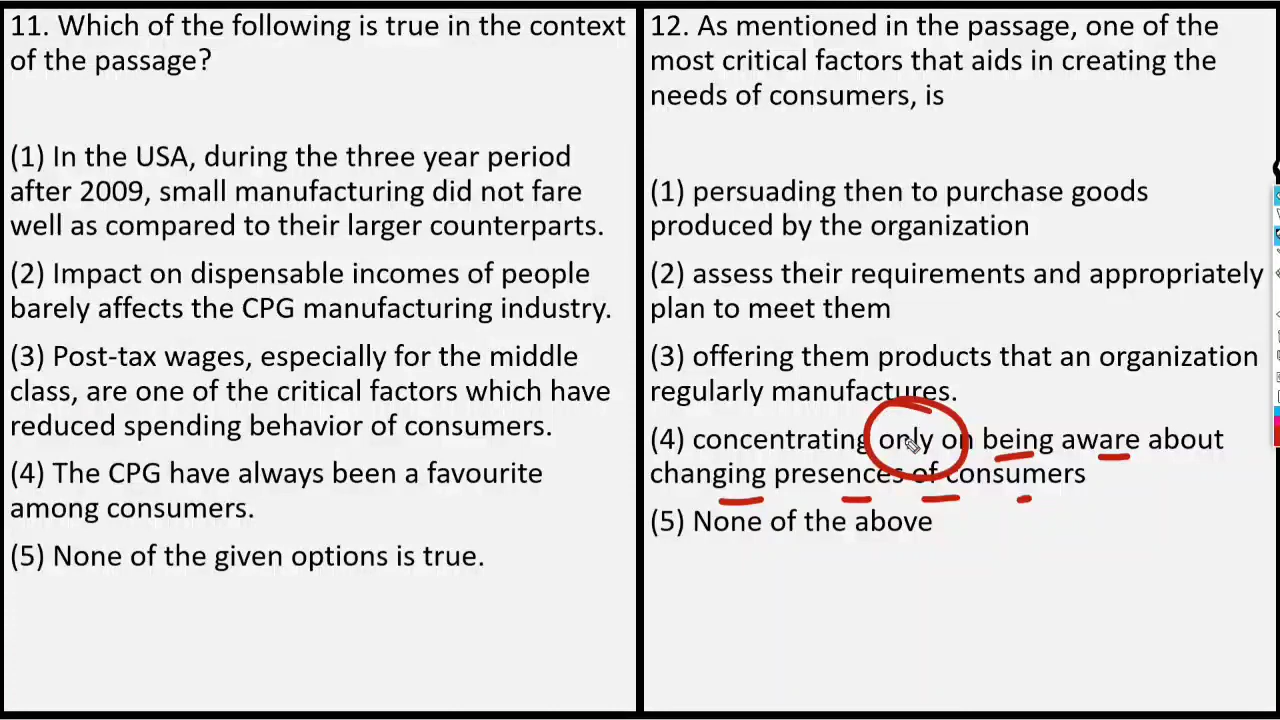 11. Which of the following is true in the context
of the passage?
(1) In the USA, during the three year period
after 2009, small manufacturing did not fare
well as compared to their larger counterparts.
(2) Impact on dispensable incomes of people
barely affects the CPG manufacturing industry.
(3) Post-tax wages, especially for the middle
class, are one of the critical factors which have
reduced spending behavior of consumers.
(4) The CPG have always been a favourite
among consumers.
(5) None of the given options is true.
12. As mentioned in the passage, one of the
most critical factors that aids in creating the
needs of consumers, is
(1) persuading then to purchase goods
produced by the organization
(2) assess their requirements and appropriately
plan to meet them
(3) offering them products that an organization
regularly manufactures.
(4) concentrating only on being aware about
changing presences of consumers
(5) None of the above